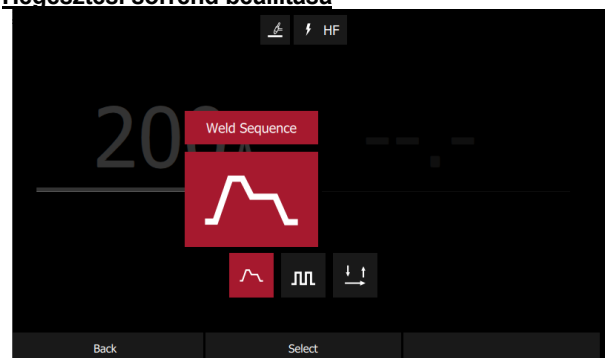 Hegesztési sorrend beállítása
HF
200 A
Weld Sequence
--.-
Back
Select